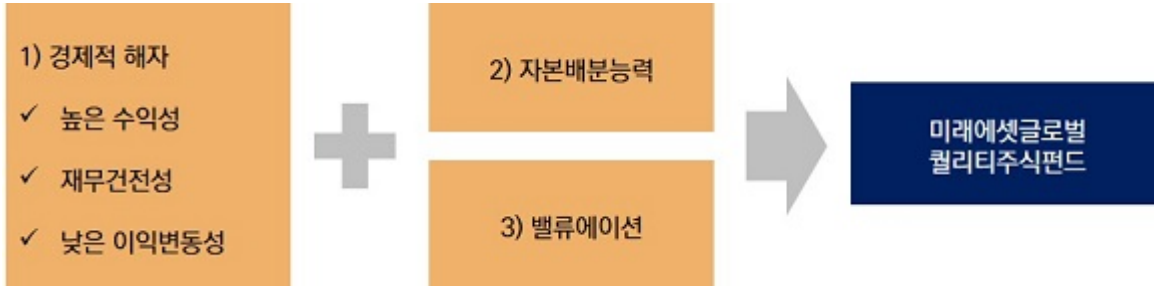 1) 경제적 해자
✓ 높은 수익성
✓ 재무건전성
✓ 낮은 이익변동성
2) 자본배분능력
3) 밸류에이션
미래에셋글로벌
퀄리티주식펀드